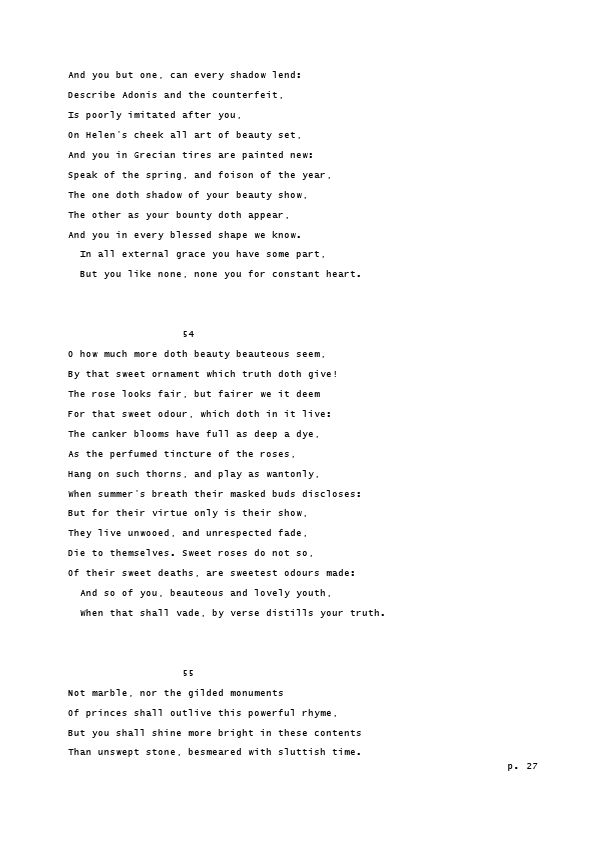 And you but one, can every shadow lend:
Describe Adonis and the counterfeit,
Is poorly imitated after you,
On Helen's cheek all art of beauty set,
And you in Grecian tires are painted new:
Speak of the spring, and foison of the year,
The one doth shadow of your beauty show,
The other as your bounty doth appear,
And you in every blessed shape we know.
  In all external grace you have some part,
  But you like none, none you for constant heart.

54
O how much more doth beauty beauteous seem,
By that sweet ornament which truth doth give!
The rose looks fair, but fairer we it deem
For that sweet odour, which doth in it live:
The canker blooms have full as deep a dye,
As the perfumed tincture of the roses,
Hang on such thorns, and play as wantonly,
When summer's breath their masked buds discloses:
But for their virtue only is their show,
They live unwooed, and unrespected fade,
Die to themselves. Sweet roses do not so,
Of their sweet deaths, are sweetest odours made:
  And so of you, beauteous and lovely youth,
  When that shall vade, by verse distills your truth.

55
Not marble, nor the gilded monuments
Of princes shall outlive this powerful rhyme,
But you shall shine more bright in these contents
Than unswept stone, besmeared with sluttish time.
p. 27